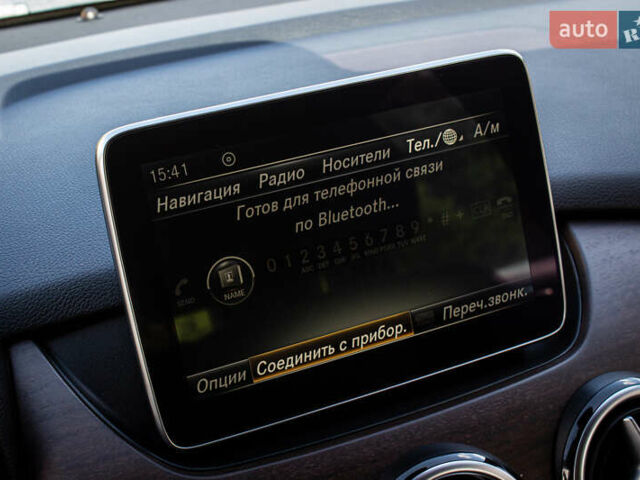 auto R
15:41
Навигация Радио Носители Тел./ А/м
Готов для телефонной связи
по Bluetooth...
0 1 2 3 4 5 6 7 8 9 * # +
SEND
NAME
Опции Соединить с прибор. Переч.звонк.